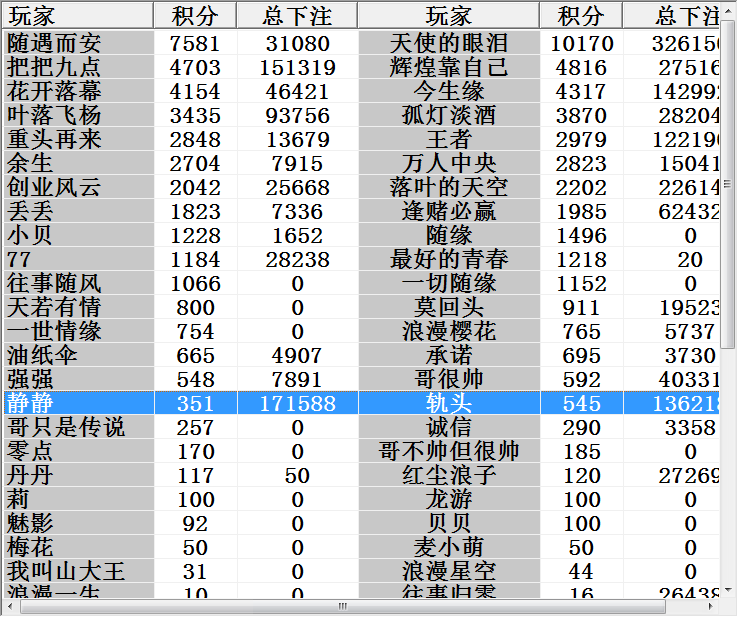 玩家 积分 总下注 玩家 积分 总下注
随遇而安 7581 31080 天使的眼泪 10170 32615
把把九点 4703 151319 辉煌靠自己 4816 27516
花开落幕 4154 46421 今生缘 4317 14299
叶落飞杨 3435 93756 孤灯淡酒 3870 28204
重头再来 2848 13679 王者 2979 12219
余生 2704 7915 万人中央 2823 15041
创业风云 2042 25668 落叶的天空 2202 22614
丢丢 1823 7336 逢赌必赢 1985 62432
小贝 1228 1652 随缘 1496 0
77 1184 28238 最好的青春 1218 20
往事随风 1066 0 一切随缘 1152 0
天若有情 800 0 莫回头 911 19523
一世情缘 754 0 浪漫樱花 765 5737
油纸伞 665 4907 承诺 695 3730
强强 548 7891 哥很帅 592 40331
静静 351 171588 轨头 545 13621
哥只是传说 257 0 诚信 290 3358
零点 170 0 哥不帅但很帅 185 0
丹丹 117 50 红尘浪子 120 27269
莉 100 0 龙游 100 0
魅影 92 0 贝贝 100 0
梅花 50 0 麦小萌 50 0
我叫山大王 31 0 浪漫星空 44 0
浪漫一生 10 0 往事归零 16 26438